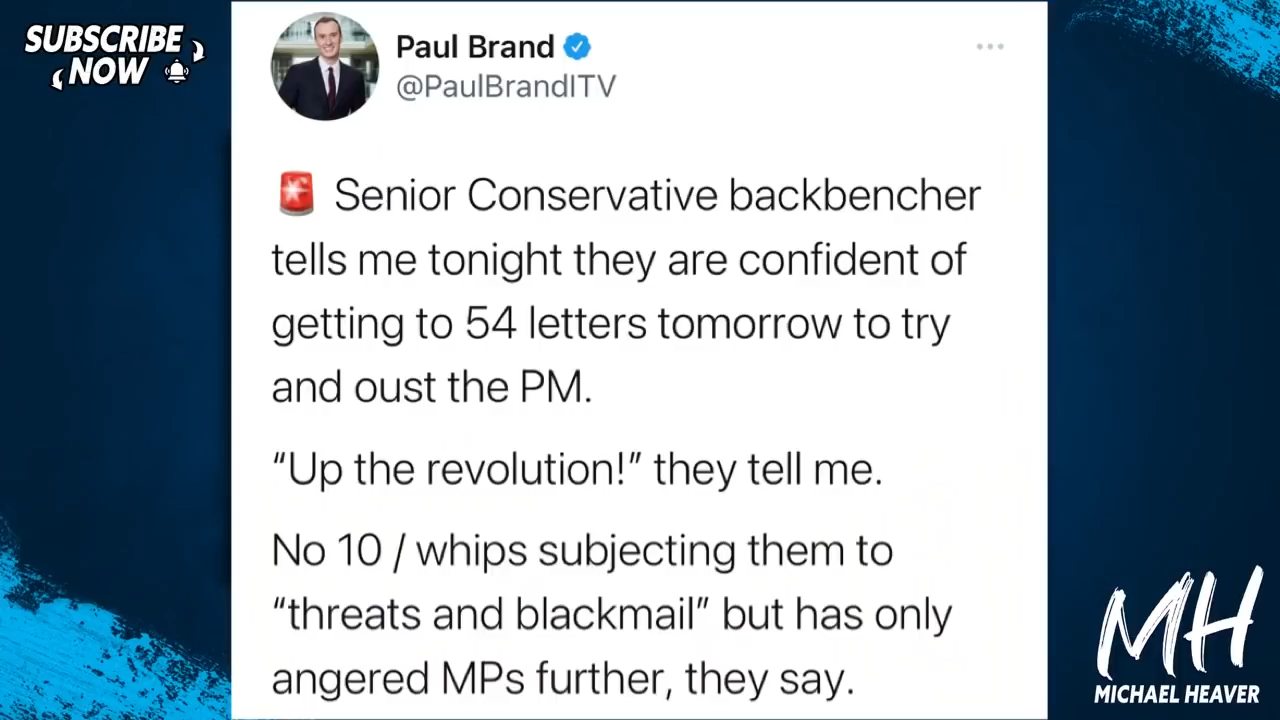 SUBSCRIBE
NOW
Paul Brand
@PaulBrandITV
🚨 Senior Conservative backbencher
tells me tonight they are confident of
getting to 54 letters tomorrow to try
and oust the PM.
“Up the revolution!” they tell me.
No 10 / whips subjecting them to
“threats and blackmail” but has only
angered MPs further, they say.
MH
MICHAEL HEAVER